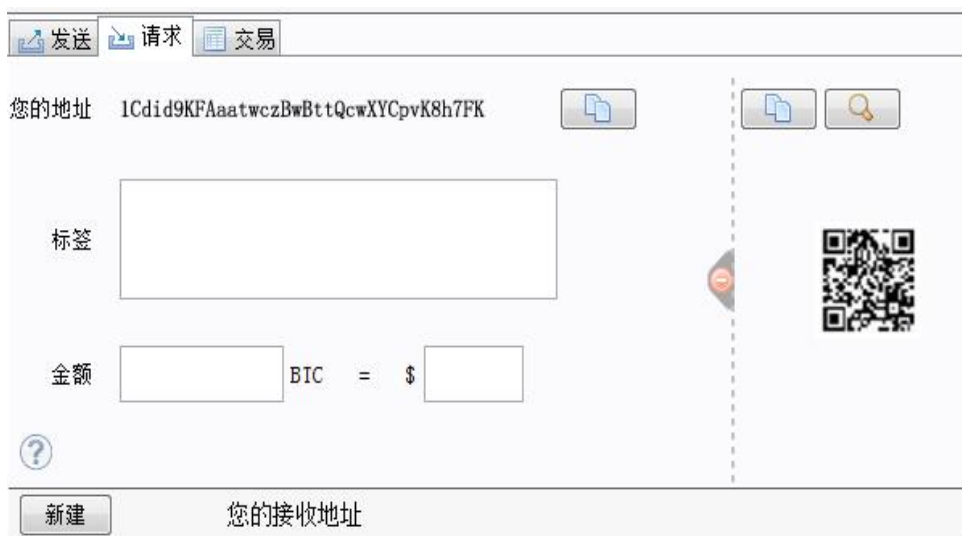 发送 请求 交易
您的地址 1Cdid9KFAaatwczBwBttQcwXYCpvK8h7FK
标签
金额 BTC = $
?
新建 您的接收地址